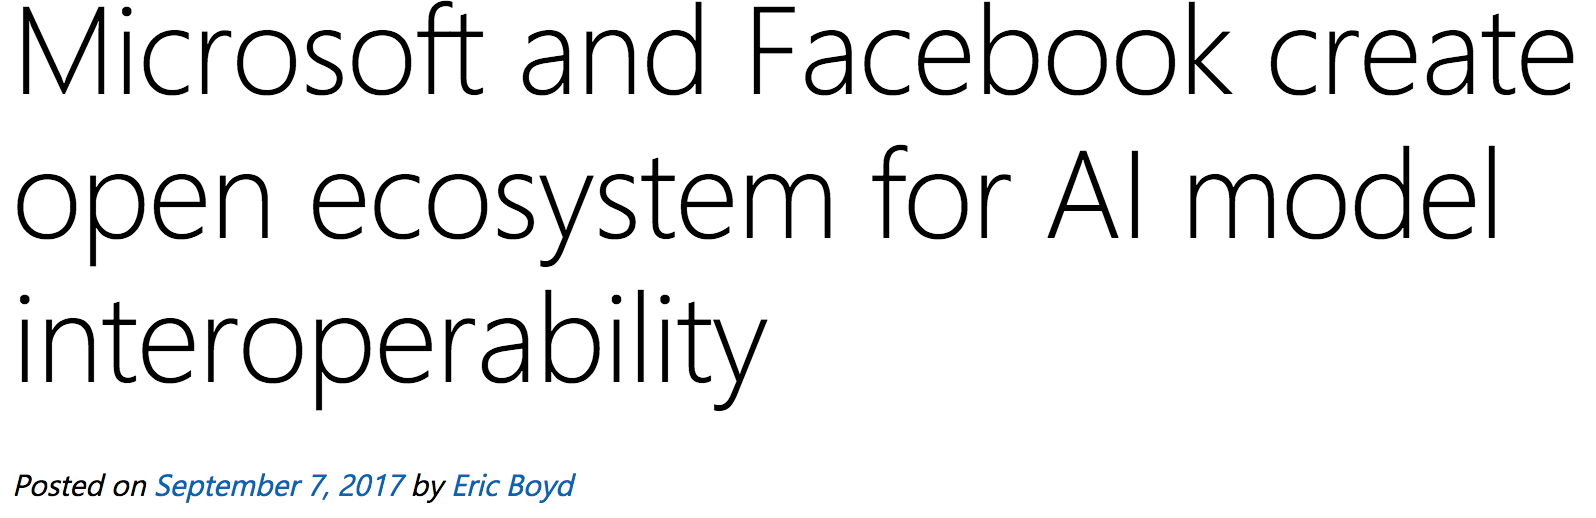 Microsoft and Facebook create
open ecosystem for AI model
interoperability
Posted on September 7, 2017 by Eric Boyd